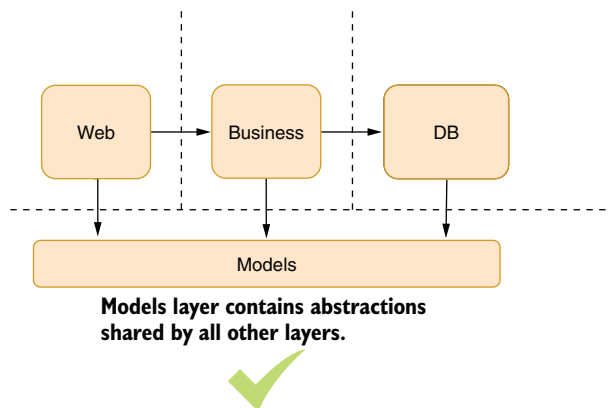 Web
Business
DB
Models
Models layer contains abstractions
shared by all other layers.